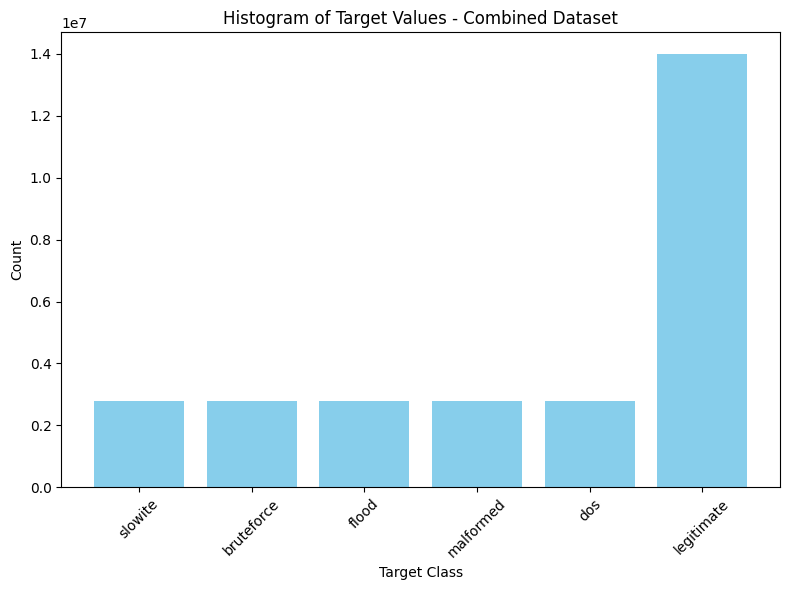 Histogram of Target Values - Combined Dataset
1e7
1.4
1.2
1.0
0.8
0.6
0.4
0.2
0.0
Count
slowite bruteforce flood malformed dos legitimate
Target Class